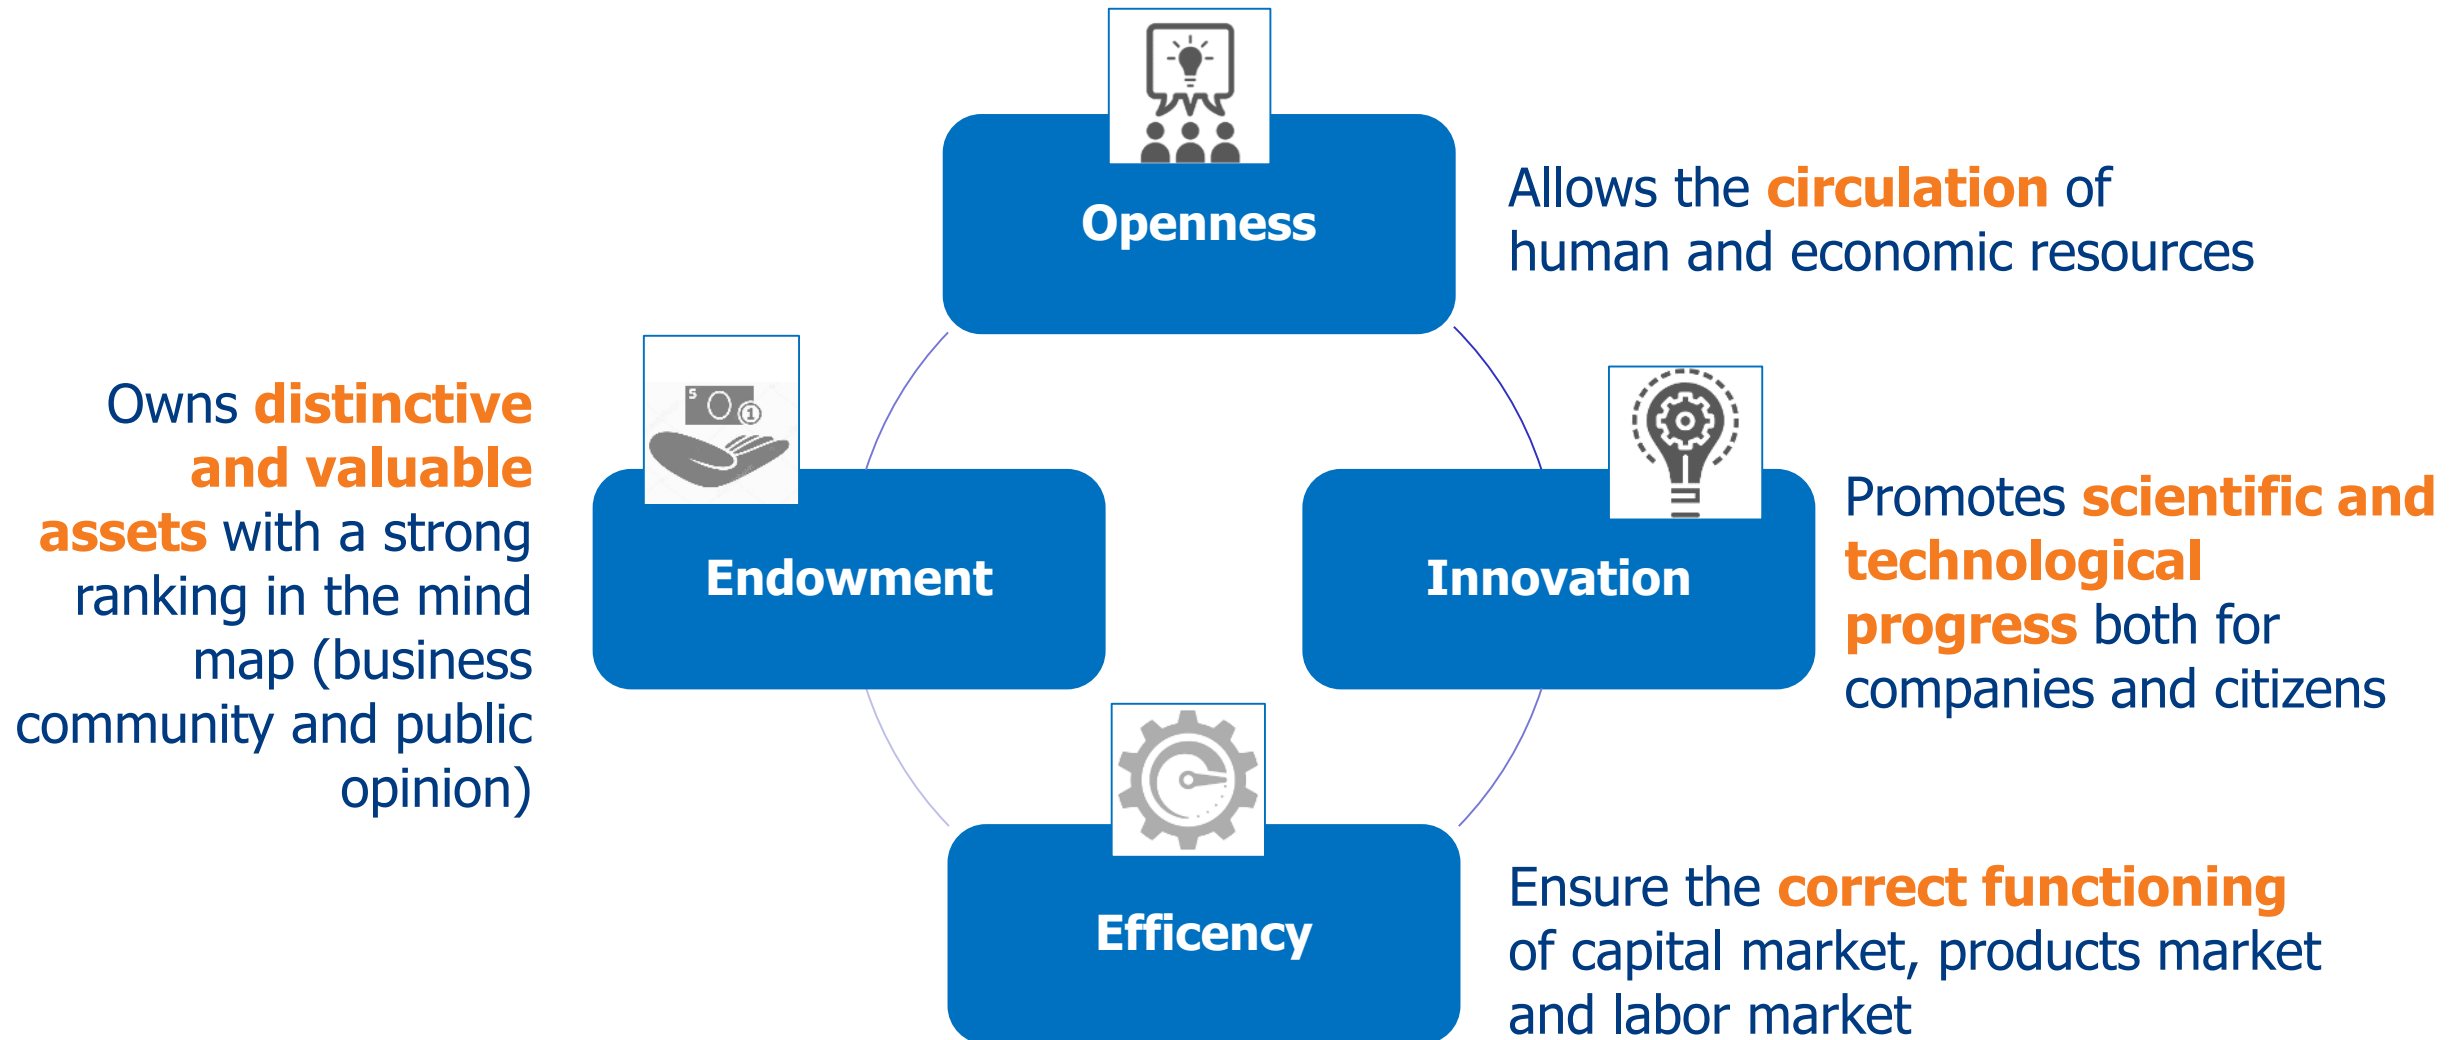 Openness
Allows the circulation of
human and economic resources
Owns distinctive
and valuable
assets with a strong
ranking in the mind
map (business
community and public
opinion)
5
1
Endowment
Innovation
Promotes scientific and
technological
progress both for
companies and citizens
Efficency
Ensure the correct functioning
of capital market, products market
and labor market